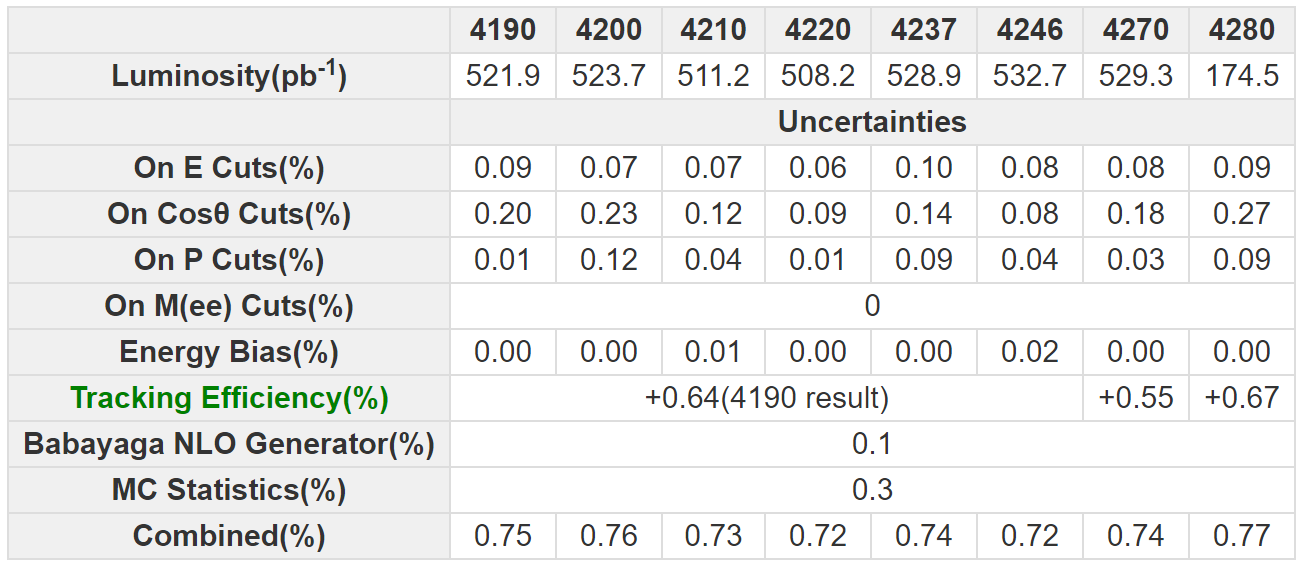 4190 4200 4210 4220 4237 4246 4270 4280
Luminosity(pb-1) 521.9 523.7 511.2 508.2 528.9 532.7 529.3 174.5
Uncertainties
On E Cuts(%) 0.09 0.07 0.07 0.06 0.10 0.08 0.08 0.09
On Cosθ Cuts(%) 0.20 0.23 0.12 0.09 0.14 0.08 0.18 0.27
On P Cuts(%) 0.01 0.12 0.04 0.01 0.09 0.04 0.03 0.09
On M(ee) Cuts(%) 0
Energy Bias(%) 0.00 0.00 0.01 0.00 0.00 0.02 0.00 0.00
Tracking Efficiency(%) +0.64(4190 result) +0.55 +0.67
Babayaga NLO Generator(%) 0.1
MC Statistics(%) 0.3
Combined(%) 0.75 0.76 0.73 0.72 0.74 0.72 0.74 0.77